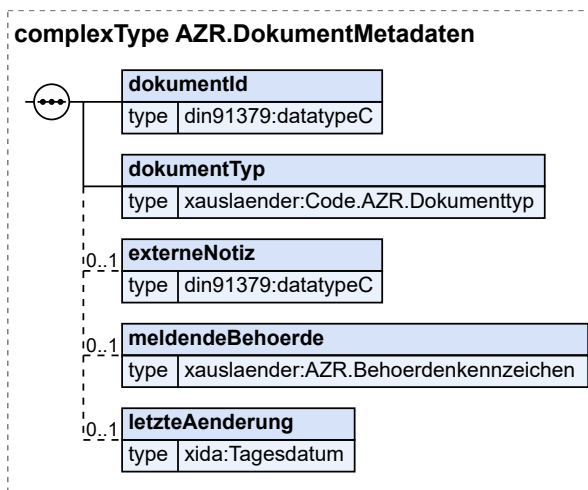 complexType AZR.DokumentMetadaten
dokumentId
type din91379:datatypeC
dokumentTyp
type xauslaender:Code.AZR.Dokumenttyp
0..1 externeNotiz
type din91379:datatypeC
0..1 meldendeBehoerde
type xauslaender:AZR.Behoerdenkennzeichen
0..1 letzteAenderung
type xida:Tagesdatum